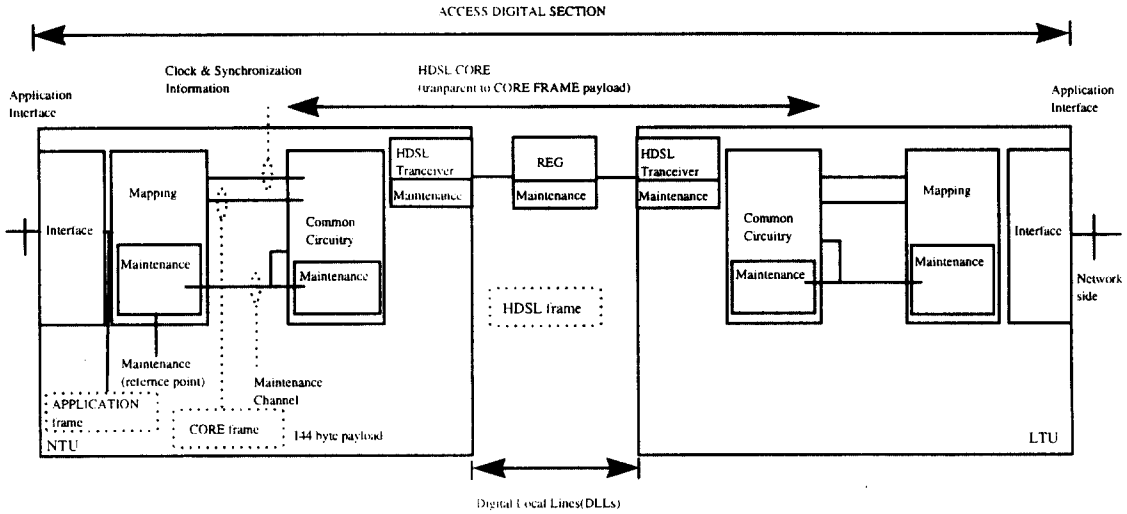 ACCESS DIGITAL SECTION
Clock & Synchronization
Information
HDSL CORE
(tranparent to CORE FRAME payload)
Application
Interface
Application
Interface
HDSL
Tranceiver
Maintenance
REG
Maintenance
HDSL
Tranceiver
Maintenance
Interface
Mapping
Maintenance
Common
Circuitry
Maintenance
Common
Circuitry
Maintenance
Mapping
Maintenance
Interface
Network
side
HDSL frame
Maintenance
(refernce point)
Maintenance
Channel
APPLICATION
frame
CORE frame
144 byte payload
NTU
LTU
Digital Local Lines(DLLs)